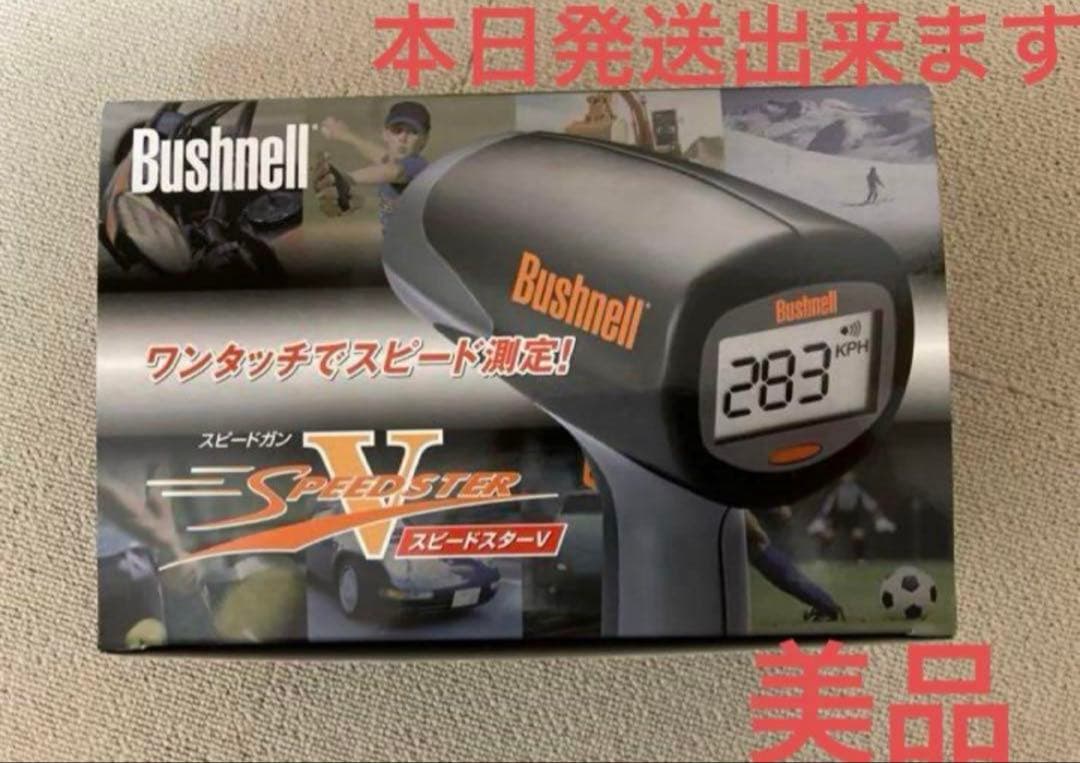 本日発送出来ます
Bushnell
Bushnell
Bushnell
283 KPH
ワンタッチでスピード測定!
スピードガン
V
SPEEDSTER
スピードスターV
美品